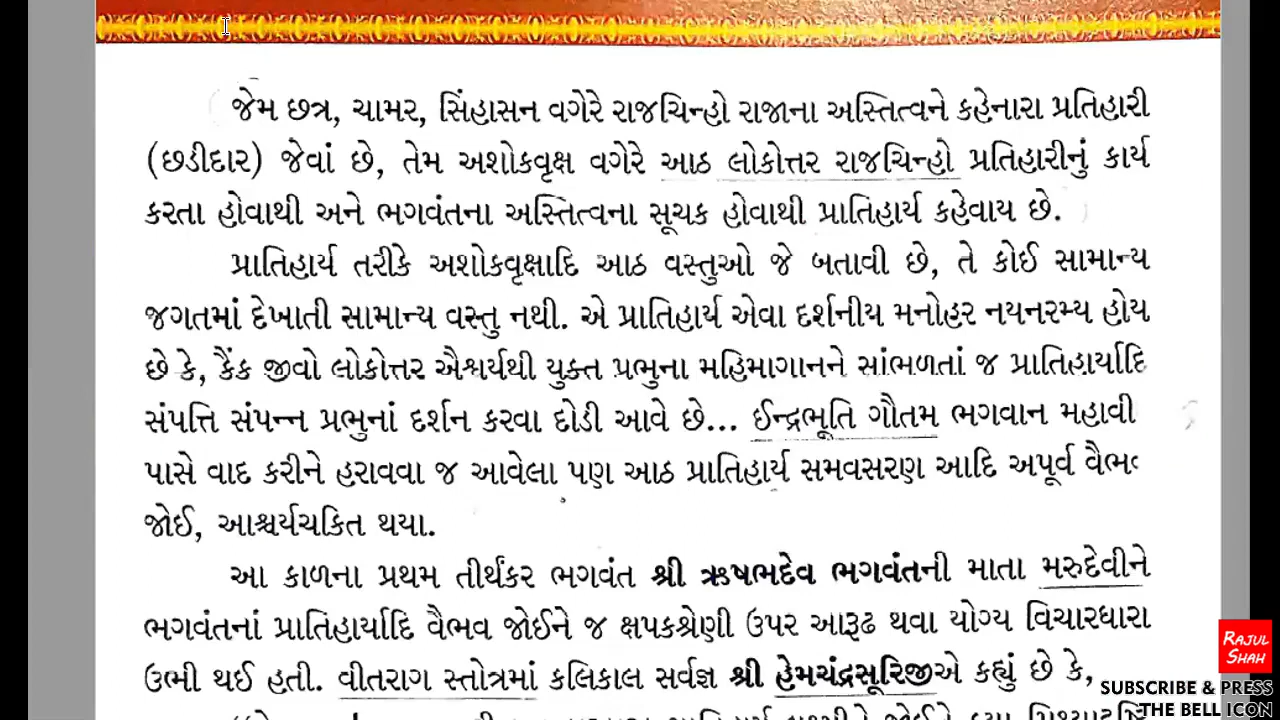 જેમ છત્ર, ચામર, સિંહાસન વગેરે રાજચિન્હો રાજાના અસ્તિત્વને કહેનારા પ્રતિહારી
(છડીદાર) જેવાં છે, તેમ અશોકવૃક્ષ વગેરે આઠ લોકોત્તર રાજચિન્હો પ્રતિહારીનું કાર્ય
કરતા હોવાથી અને ભગવંતના અસ્તિત્વના સૂચક હોવાથી પ્રાતિહાર્ય કહેવાય છે.
પ્રાતિહાર્ય તરીકે અશોકવૃક્ષાદિ આઠ વસ્તુઓ જે બતાવી છે, તે કોઈ સામાન્ય
જગતમાં દેખાતી સામાન્ય વસ્તુ નથી. એ પ્રાતિહાર્ય એવા દર્શનીય મનોહર નયનરમ્ય હોય
છે કે, કૈંક જીવો લોકોત્તર ઐશ્વર્યથી યુક્ત પ્રભુના મહિમાગાનને સાંભળતાં જ પ્રાતિહાર્યાદિ
સંપત્તિ સંપન્ન પ્રભુનાં દર્શન કરવા દોડી આવે છે... ઈન્દ્રભૂતિ ગૌતમ ભગવાન મહાવી
પાસે વાદ કરીને હરાવવા જ આવેલા પણ આઠ પ્રાતિહાર્ય સમવસરણ આદિ અપૂર્વ
જોઈ, આશ્ચર્યચકિત થયા.
આ કાળના પ્રથમ તીર્થંકર ભગવંત શ્રી ઋષભદેવ ભગવંતની માતા મરુદેવીને
ભગવંતનાં પ્રાતિહાર્યાદિ વૈભવ જોઈને જ ક્ષપકશ્રેણી ઉપર આરૂઢ થવા યોગ્ય વિચારધારા
ઉભી થઈ હતી. વીતરાગ સ્તોત્રમાં કલિકાલ સર્વજ્ઞ શ્રી હેમચંદ્રસૂરિજીએ કહ્યું છે કે,
RAJUL
SHAH
SUBSCRIBE & PRESS
THE BELL ICON